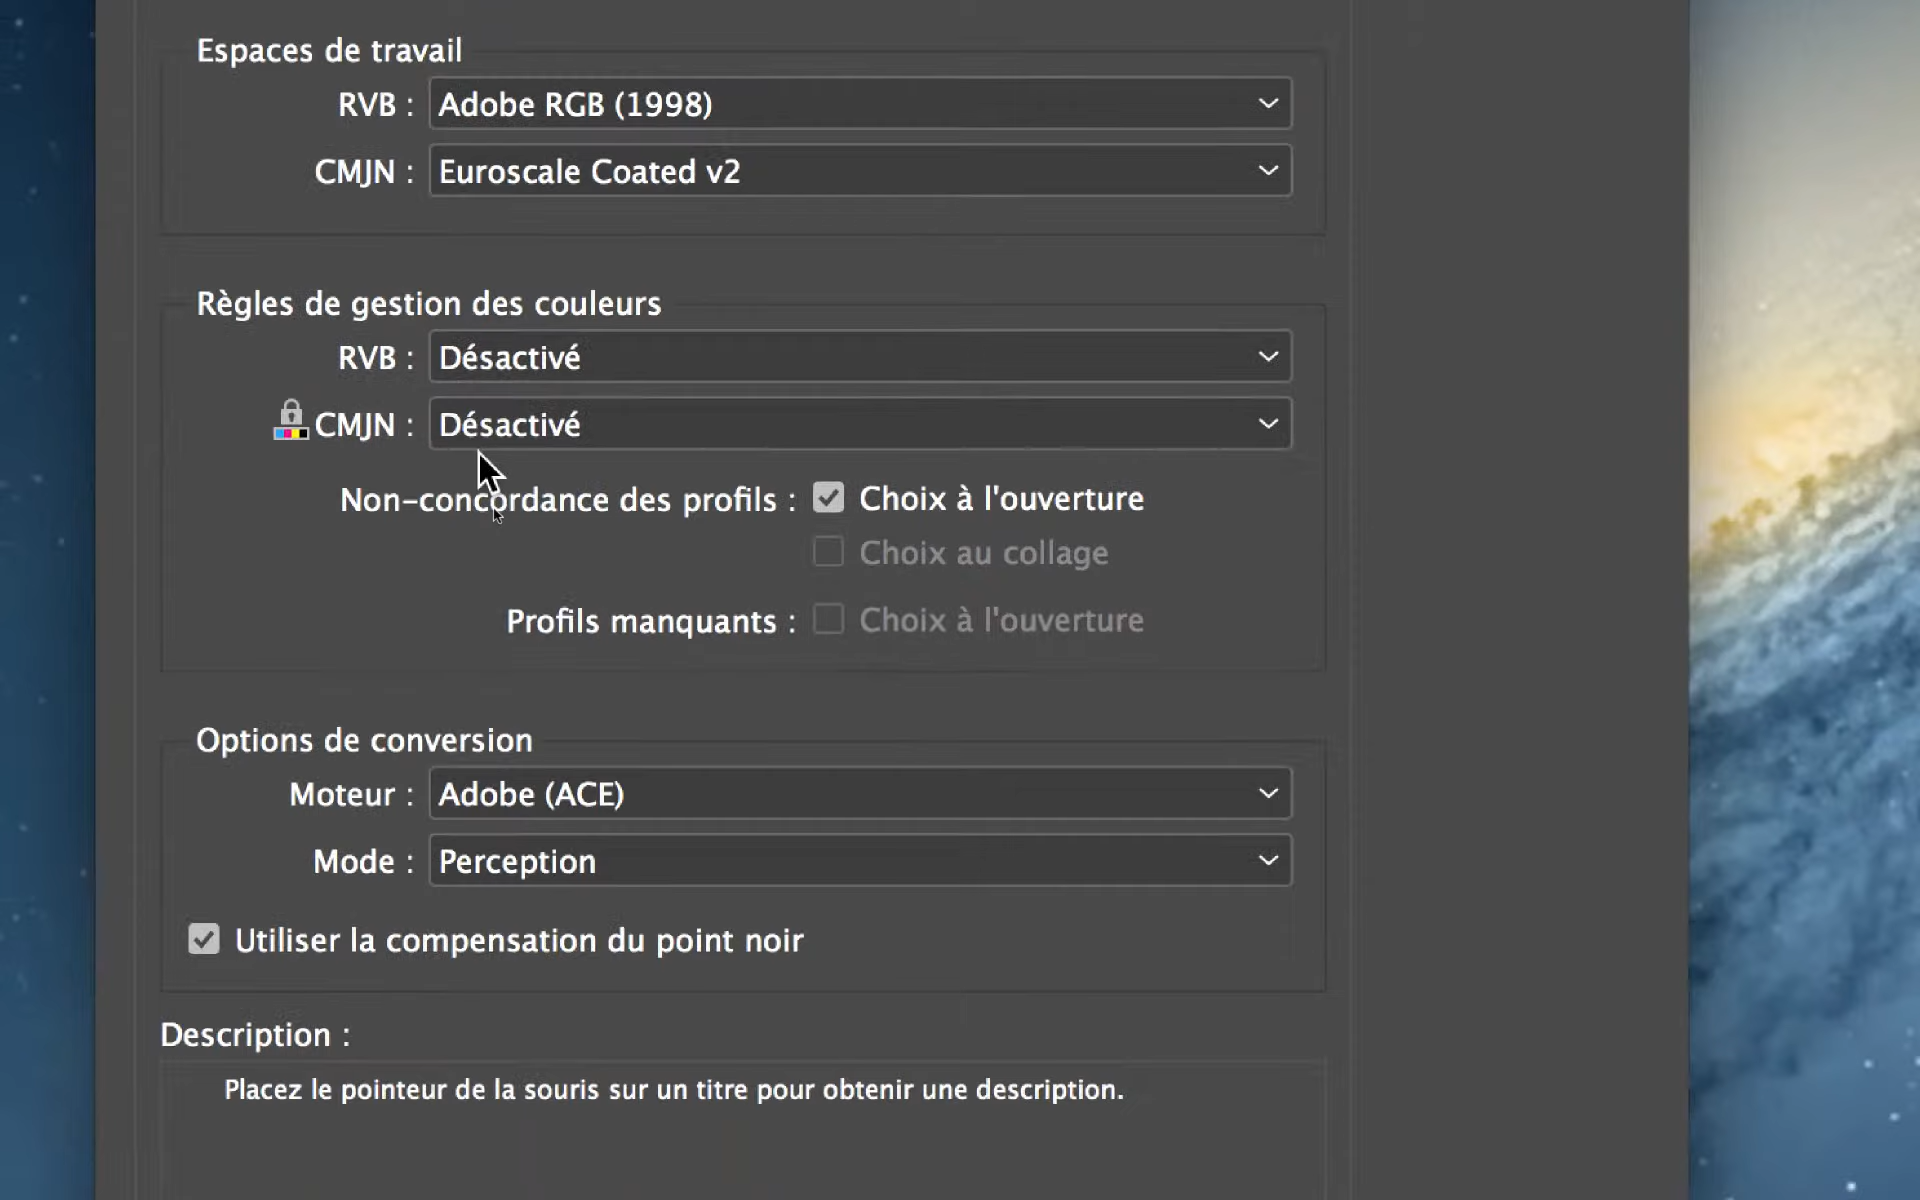 Espaces de travail
RVB : Adobe RGB (1998)
CMJN : Euroscale Coated v2
Règles de gestion des couleurs
RVB : Désactivé
CMJN : Désactivé
Non-concordance des profils : Choix à l'ouverture
Choix au collage
Profils manquants : Choix à l'ouverture
Options de conversion
Moteur : Adobe (ACE)
Mode : Perception
Utiliser la compensation du point noir
Description :
Placez le pointeur de la souris sur un titre pour obtenir une description.